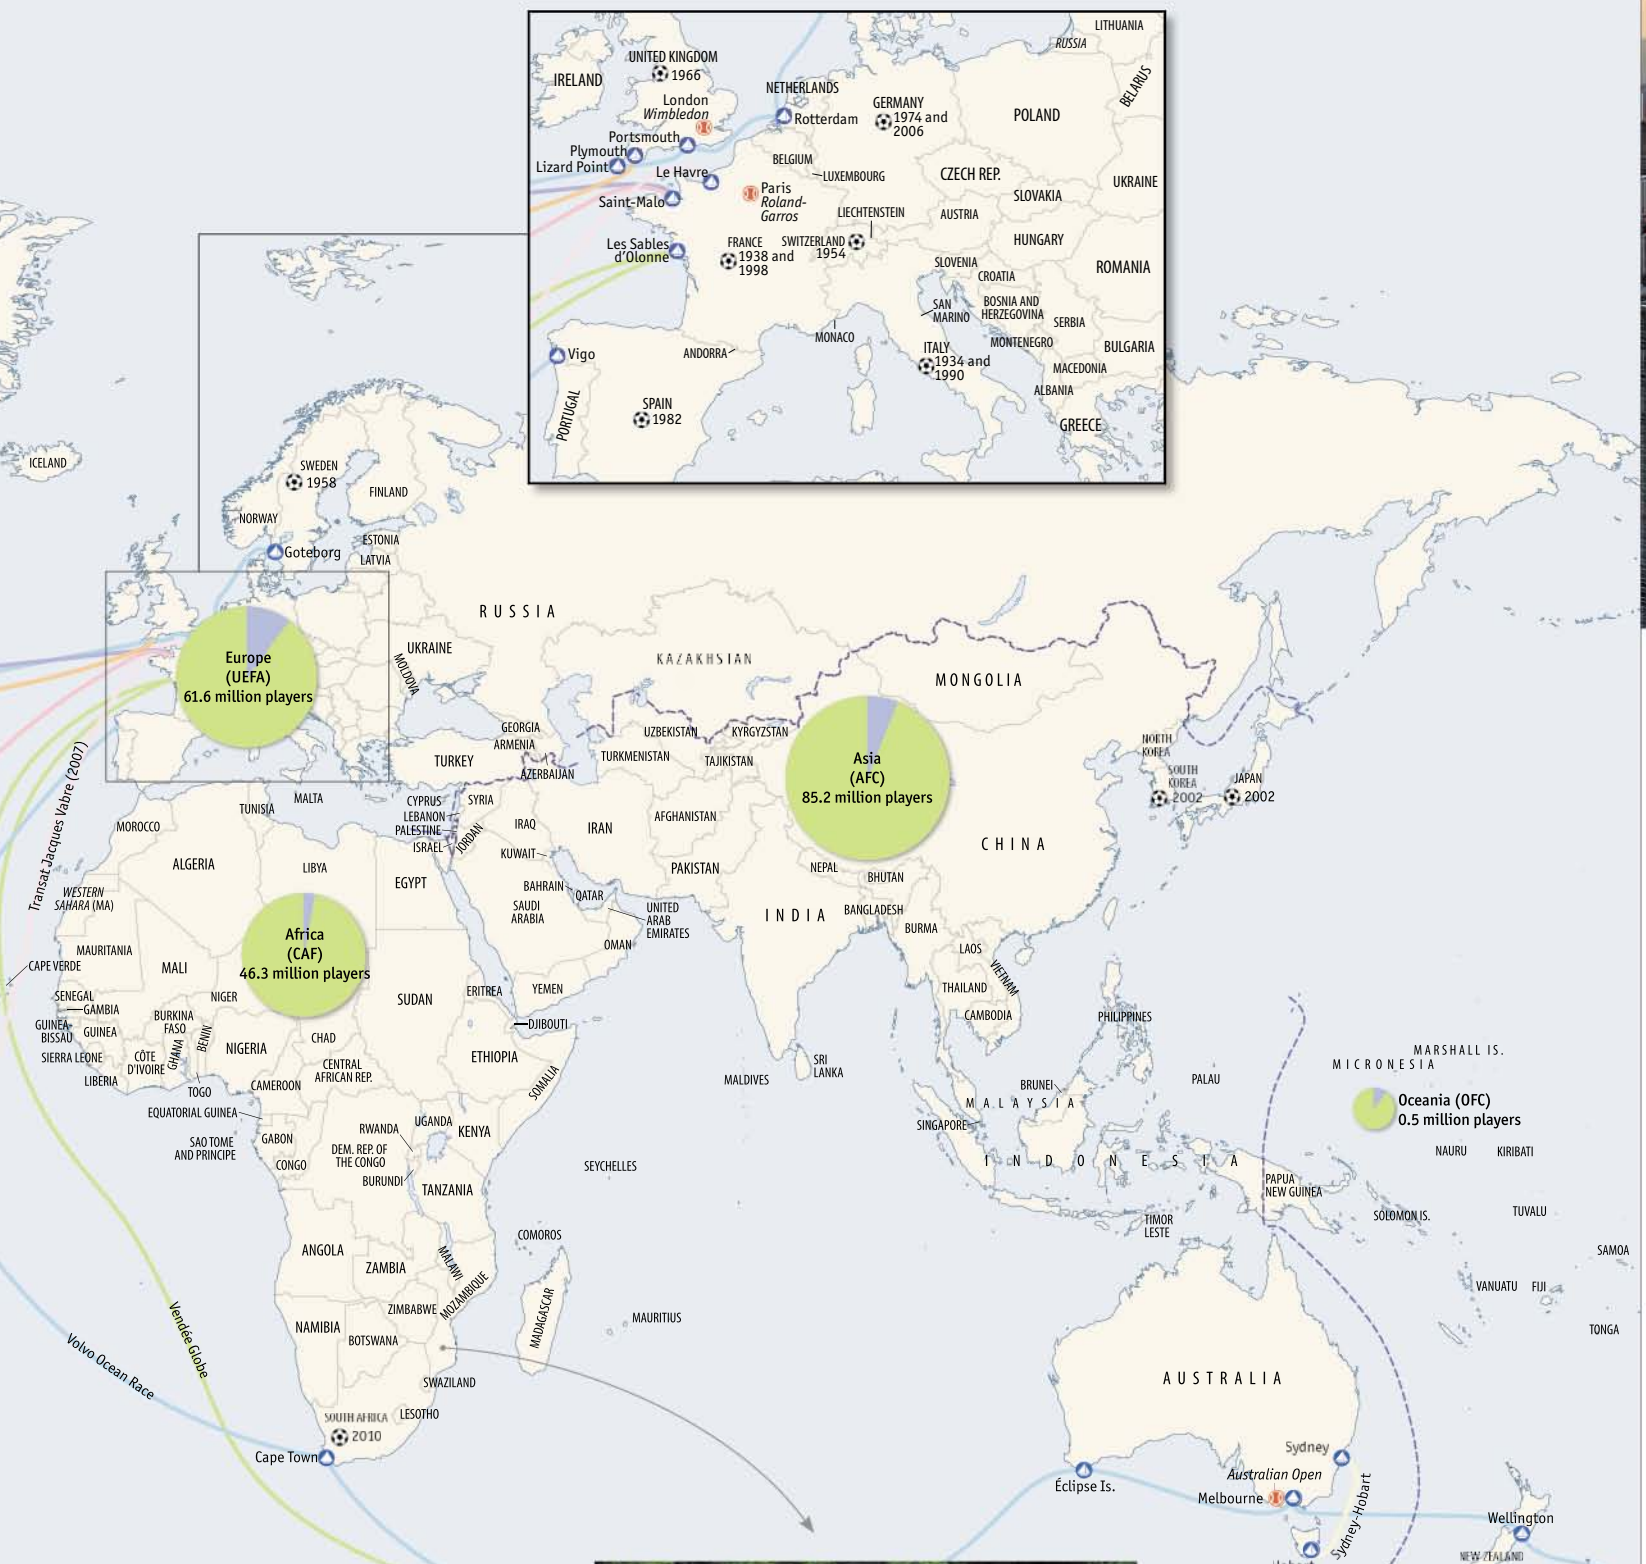 LITHUANIA
RUSSIA
UNITED KINGDOM
1966
IRELAND
BELARUS
London
Wimbledon
NETHERLANDS
Rotterdam
GERMANY
1974 and
2006
POLAND
Portsmouth
Plymouth
Lizard Point
BELGIUM
LUXEMBOURG
Le Havre
CZECH REP.
UKRAINE
Saint-Malo
Paris
Roland-
Garros
SLOVAKIA
LIECHTENSTEIN
AUSTRIA
Les Sables
d'Olonne
FRANCE
1938 and
1998
SWITZERLAND
1954
HUNGARY
SLOVENIA
CROATIA
ROMANIA
SAN
MARINO
BOSNIA AND
HERZEGOVINA
SERBIA
MONACO
MONTENEGRO
BULGARIA
Vigo
ANDORRA
ITALY
1934 and
1990
MACEDONIA
ALBANIA
PORTUGAL
SPAIN
1982
GREECE
ICELAND
SWEDEN
1958
FINLAND
NORWAY
Goteborg
ESTONIA
LATVIA
RUSSIA
Europe
(UEFA)
61.6 million players
UKRAINE
MOLDOVA
KAZAKHSTAN
MONGOLIA
GEORGIA
ARMENIA
AZERBAIJAN
TURKEY
UZBEKISTAN
KYRGYZSTAN
TURKMENISTAN
TAJIKISTAN
Asia
(AFC)
85.2 million players
NORTH
KOREA
SOUTH
KOREA
2002
JAPAN
2002
Transat Jacques Vabre (2007)
TUNISIA
MALTA
CYPRUS
LEBANON
PALESTINE
ISRAEL
SYRIA
JORDAN
IRAQ
KUWAIT
IRAN
AFGHANISTAN
PAKISTAN
CHINA
NEPAL
BHUTAN
MOROCCO
ALGERIA
LIBYA
EGYPT
WESTERN
SAHARA (MA)
BAHRAIN
QATAR
SAUDI
ARABIA
UNITED
ARAB
EMIRATES
OMAN
INDIA
BANGLADESH
BURMA
LAOS
VIETNAM
Africa
(CAF)
46.3 million players
MAURITANIA
CAPE VERDE
MALI
NIGER
SUDAN
ERITREA
YEMEN
DJIBOUTI
THAILAND
CAMBODIA
PHILIPPINES
SENEGAL
GAMBIA
GUINEA-
BISSAU
GUINEA
BURKINA
FASO
BENIN
GHANA
CÔTE
D'IVOIRE
SIERRA LEONE
LIBERIA
TOGO
NIGERIA
CHAD
CENTRAL
AFRICAN REP.
CAMEROON
ETHIOPIA
SOMALIA
MALDIVES
SRI
LANKA
BRUNEI
MALAYSIA
SINGAPORE
PALAU
MARSHALL IS.
MICRONESIA
Oceania (OFC)
0.5 million players
EQUATORIAL GUINEA
SAO TOME
AND PRINCIPE
GABON
CONGO
RWANDA
DEM. REP. OF
THE CONGO
BURUNDI
UGANDA
KENYA
TANZANIA
SEYCHELLES
INDONESIA
NAURU
KIRIBATI
PAPUA
NEW GUINEA
SOLOMON IS.
TUVALU
TIMOR
LESTE
SAMOA
ANGOLA
ZAMBIA
MALAWI
MOZAMBIQUE
COMOROS
MADAGASCAR
MAURITIUS
VANUATU
FIJI
TONGA
ZIMBABWE
NAMIBIA
BOTSWANA
Vendée Globe
Volvo Ocean Race
SWAZILAND
LESOTHO
SOUTH AFRICA
2010
Cape Town
AUSTRALIA
Sydney
Éclipse Is.
Australian Open
Melbourne
Sydney-Hobart
Wellington
NEW ZEALAND